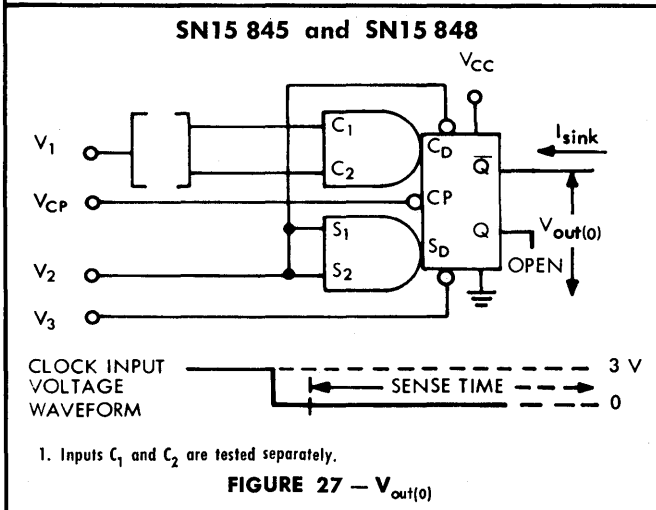 SN15 845 and SN15 848
VCC
C1
CD
Isink
V1
Q
C2
VCP
CP
Vout(0)
S1
Q
SD
V2
S2
OPEN
V3
CLOCK INPUT
VOLTAGE
WAVEFORM
3 V
SENSE TIME
0
1. Inputs C1 and C2 are tested separately.
FIGURE 27 — Vout(0)